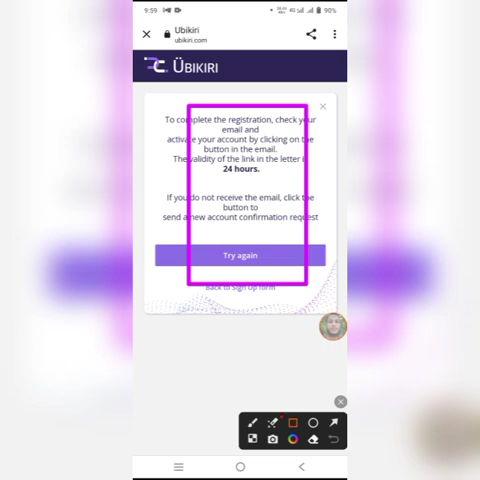 9:59
4G
90%
Ubikiri
ubikiri.com
ÜBIKIRI
To complete the registration, check your
email and
activate your account by clicking on the
button in the email.
The validity of the link in the letter is
24 hours.
If you do not receive the email, click the
button to
send a new account confirmation request
Try again
Back to Sign Up form